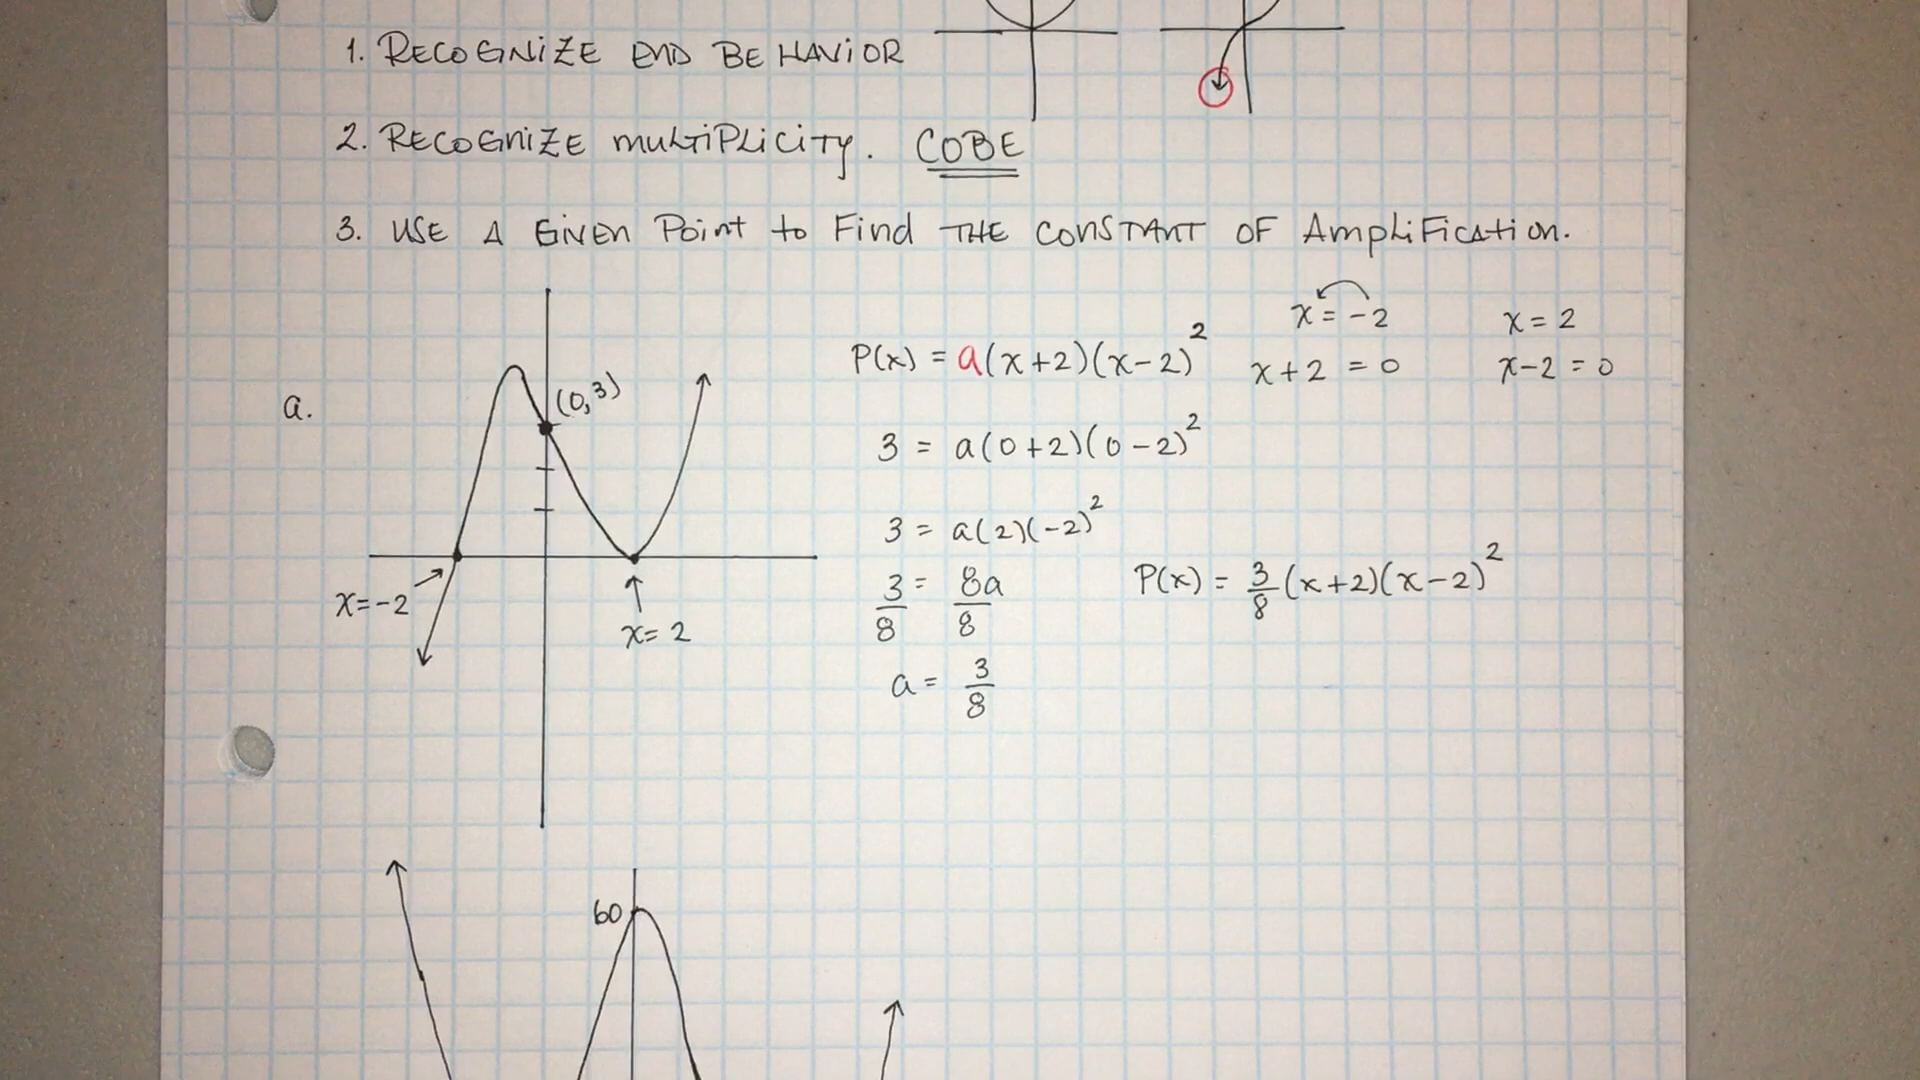 1. RECOGNIZE END BEHAVIOR
2. RECOGNIZE MULTIPLICITY. COBE
3. USE A GIVEN POINT TO FIND THE CONSTANT OF AMPLIFICATION.
a.
(0,3)
x=-2
x=2
P(x) = a(x+2)(x-2)²
x=-2
x+2=0
x=2
x-2=0
3 = a(0+2)(0-2)²
3 = a(2)(-2)²
3/8 = 8a/8
a = 3/8
P(x) = 3/8(x+2)(x-2)²
60